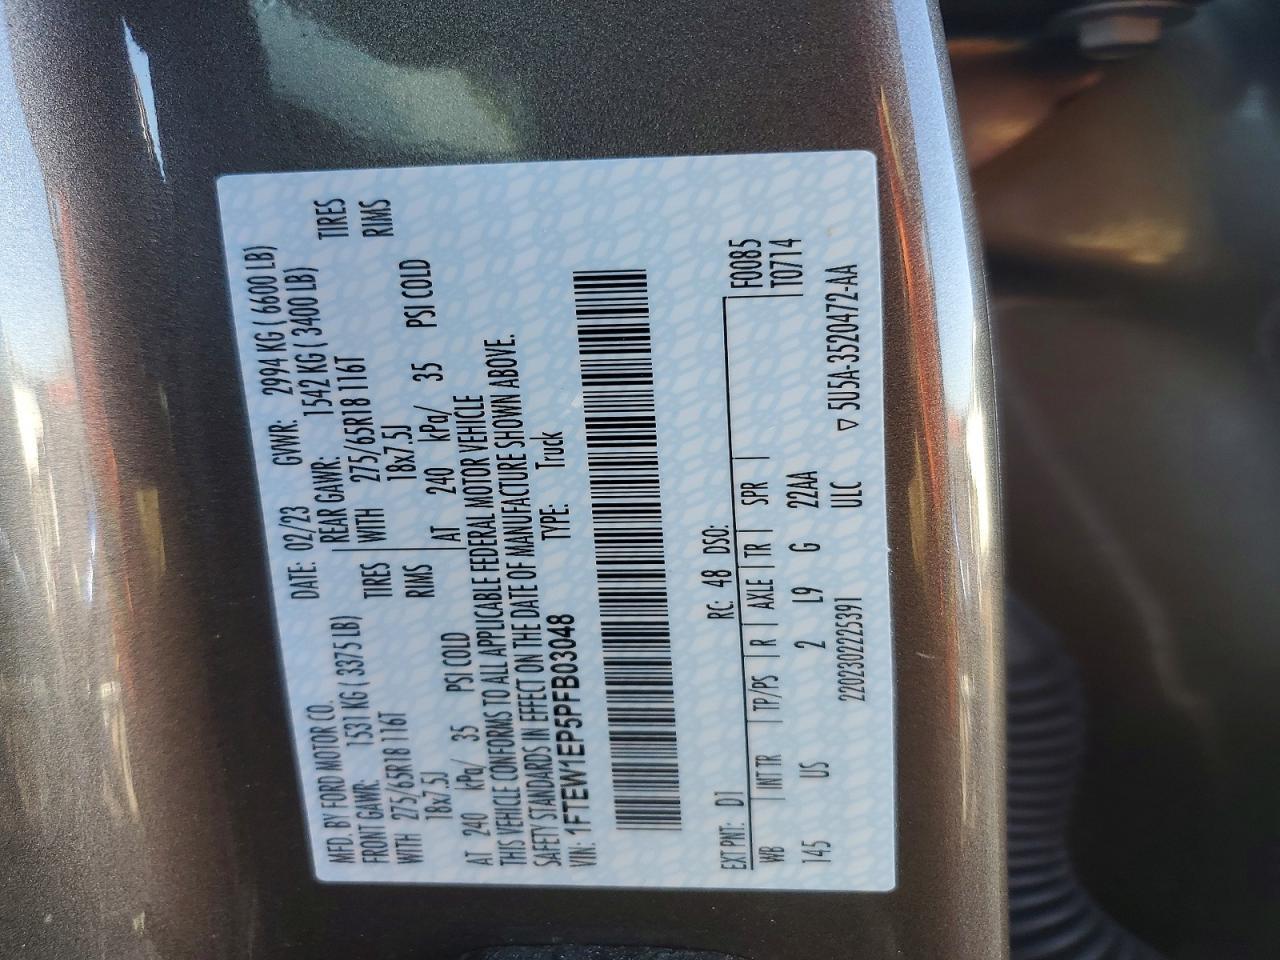 MFD. BY FORD MOTOR CO. DATE: 02/23 GVWR: 2994 KG ( 6600 LB)
FRONT GAWR: 1531 KG ( 3375 LB) REAR GAWR: 1542 KG ( 3400 LB)
WITH 275/65R18 116T TIRES WITH 275/65R18 116T TIRES
18x7.5J RIMS 18x7.5J RIMS
AT 240 kPa/ 35 PSI COLD AT 240 kPa/ 35 PSI COLD
THIS VEHICLE CONFORMS TO ALL APPLICABLE FEDERAL MOTOR VEHICLE
SAFETY STANDARDS IN EFFECT ON THE DATE OF MANUFACTURE SHOWN ABOVE.
VIN: 1FTEW1EP5PFB03048 TYPE: Truck
EXT PNT: D1 RC: 48 DSO: F0085
WB INT TR TP/PS R AXLE TR SPR T0714
145 US 2 L9 G 22AA
2202302225391 ULC ▽ 5U5A-3520472-AA